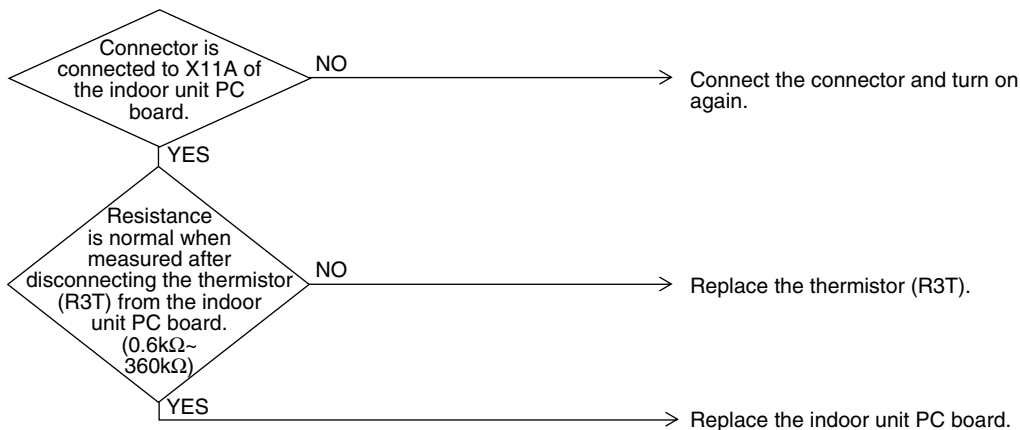 Connector is
connected to X11A of
the indoor unit PC
board.
NO
Connect the connector and turn on
again.
YES
Resistance
is normal when
measured after
disconnecting the thermistor
(R3T) from the indoor
unit PC board.
(0.6kΩ~
360kΩ)
NO
Replace the thermistor (R3T).
YES
Replace the indoor unit PC board.